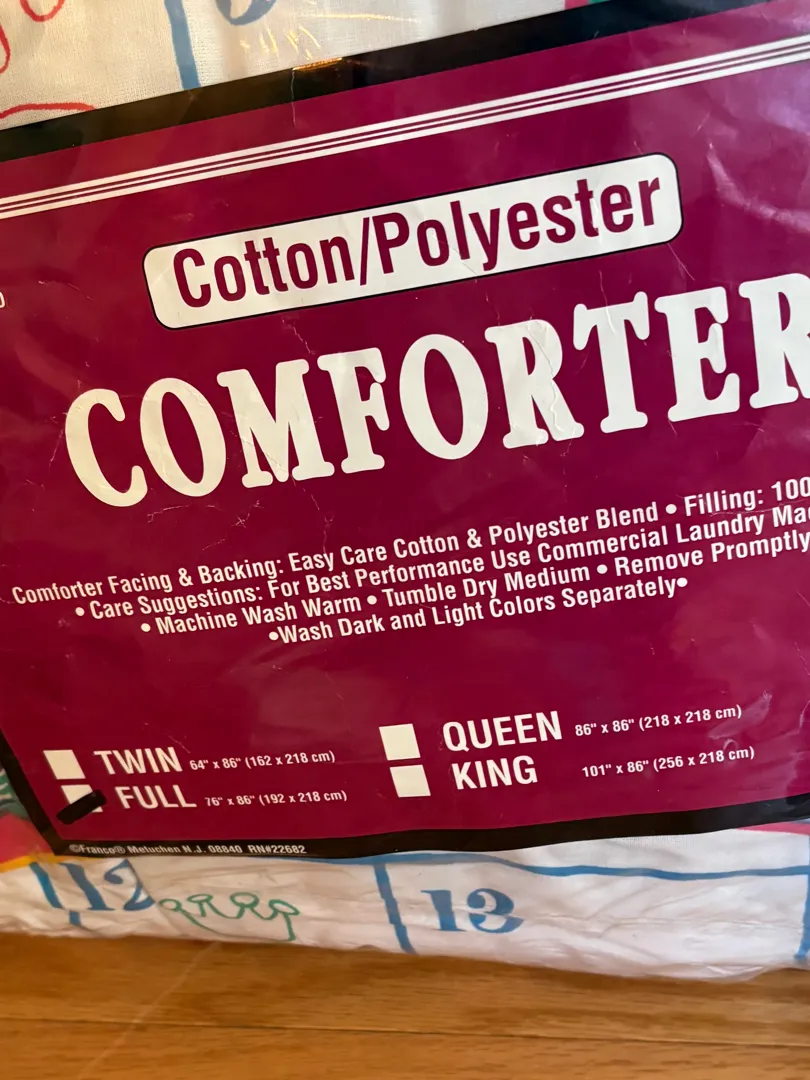 Cotton/Polyester
COMFORTER
Comforter Facing & Backing: Easy Care Cotton & Polyester Blend • Filling: 100
• Care Suggestions: For Best Performance Use Commercial Laundry Ma
• Machine Wash Warm • Tumble Dry Medium • Remove Promptly
•Wash Dark and Light Colors Separately•
TWIN 64" x 86" (162 x 218 cm)
FULL 76" x 86" (192 x 218 cm)
QUEEN 86" x 86" (218 x 218 cm)
KING 101" x 86" (256 x 218 cm)
©Franco® Metuchen N.J. 08840 RN#22682
12
13